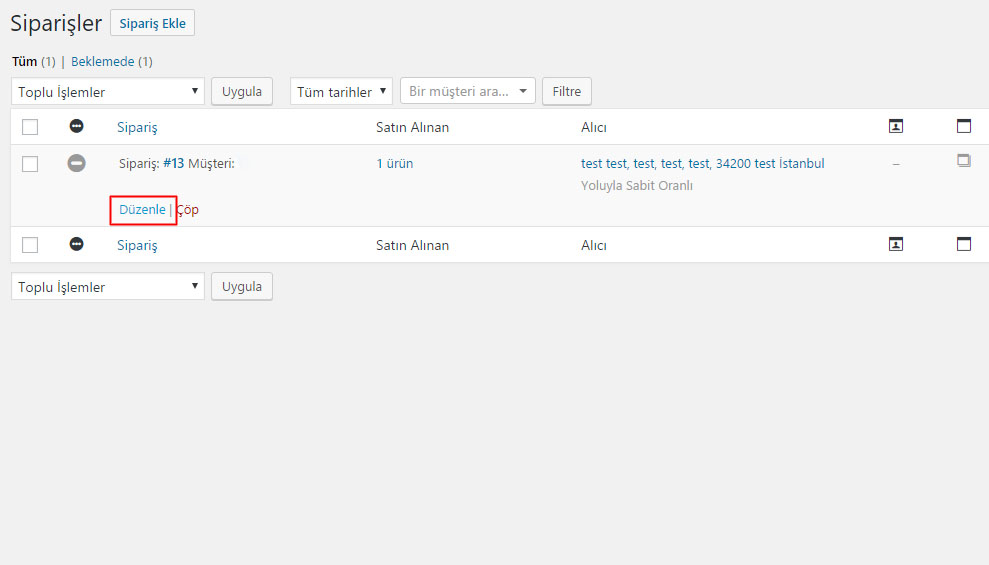 Siparişler Sipariş Ekle
Tüm (1) | Beklemede (1)
Toplu İşlemler Uygula Tüm tarihler Bir müşteri ara... Filtre
Sipariş Satın Alınan Alıcı
Sipariş: #13 Müşteri: 1 ürün test test, test, test, test, 34200 test İstanbul –
Yoluyla Sabit Oranlı
Düzenle | Çöp
Sipariş Satın Alınan Alıcı
Toplu İşlemler Uygula